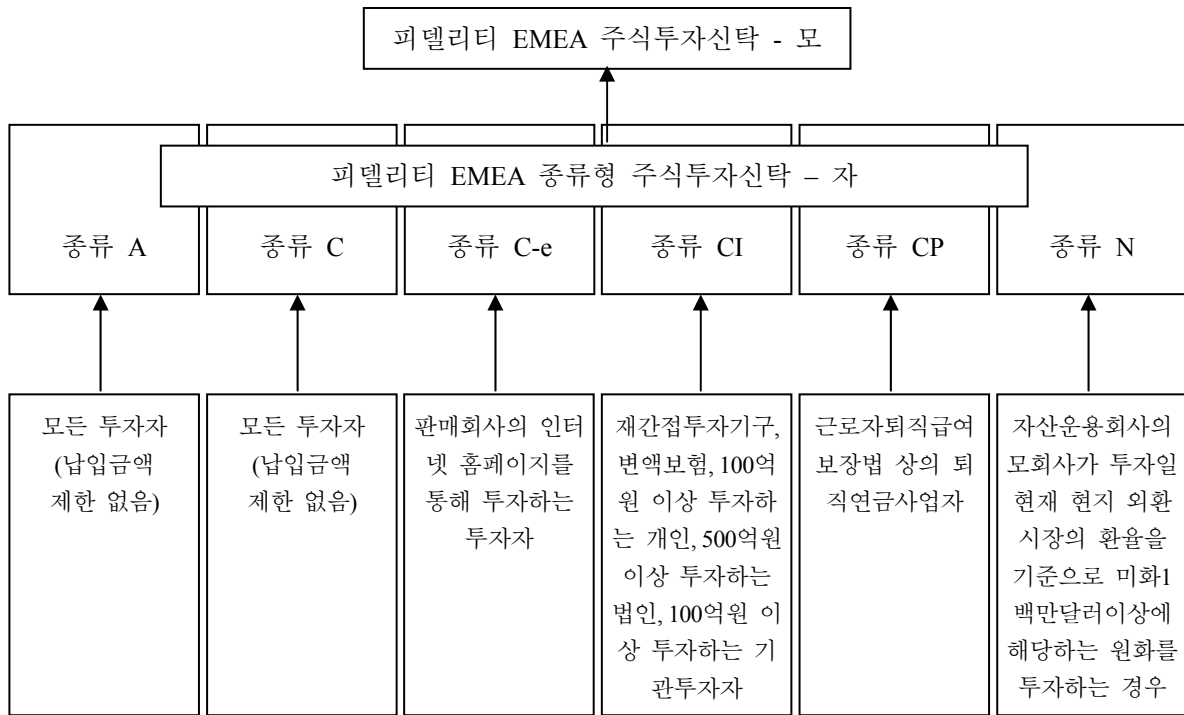 피델리티 EMEA 주식투자신탁 - 모
피델리티 EMEA 종류형 주식투자신탁 – 자
종류 A
종류 C
종류 C-e
종류 CI
종류 CP
종류 N
모든 투자자
(납입금액
제한 없음)
모든 투자자
(납입금액
제한 없음)
판매회사의 인터
넷 홈페이지를
통해 투자하는
투자자
재간접투자기구,
변액보험, 100억
원 이상 투자하
는 개인, 500억원
이상 투자하는
법인, 100억원 이
상 투자하는 기
관투자자
근로자퇴직급여
보장법 상의 퇴
직연금사업자
자산운용회사의
모회사가 투자일
현재 현지 외환
시장의 환율을
기준으로 미화1
백만달러이상에
해당하는 원화를
투자하는 경우